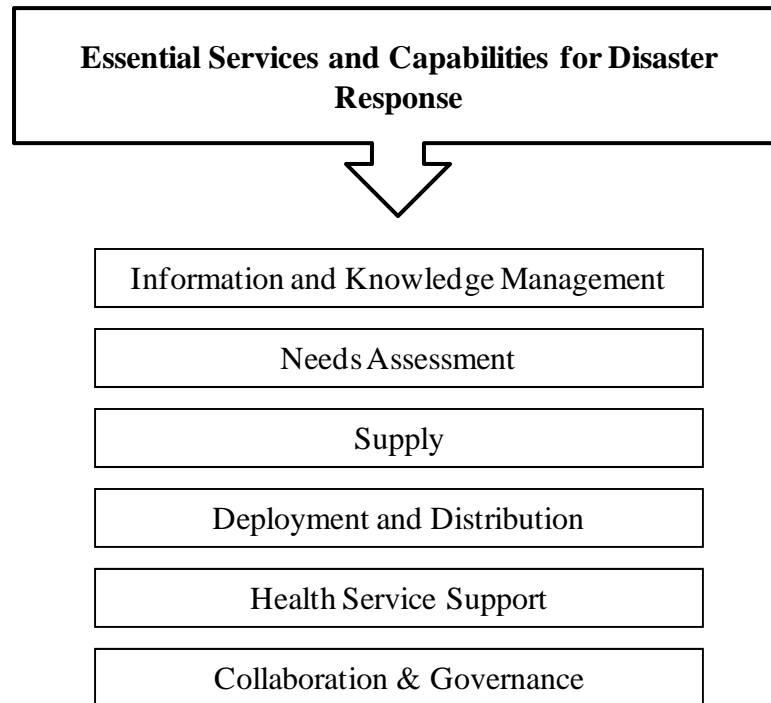 Essential Services and Capabilities for Disaster
Response
Information and Knowledge Management
Needs Assessment
Supply
Deployment and Distribution
Health Service Support
Collaboration & Governance